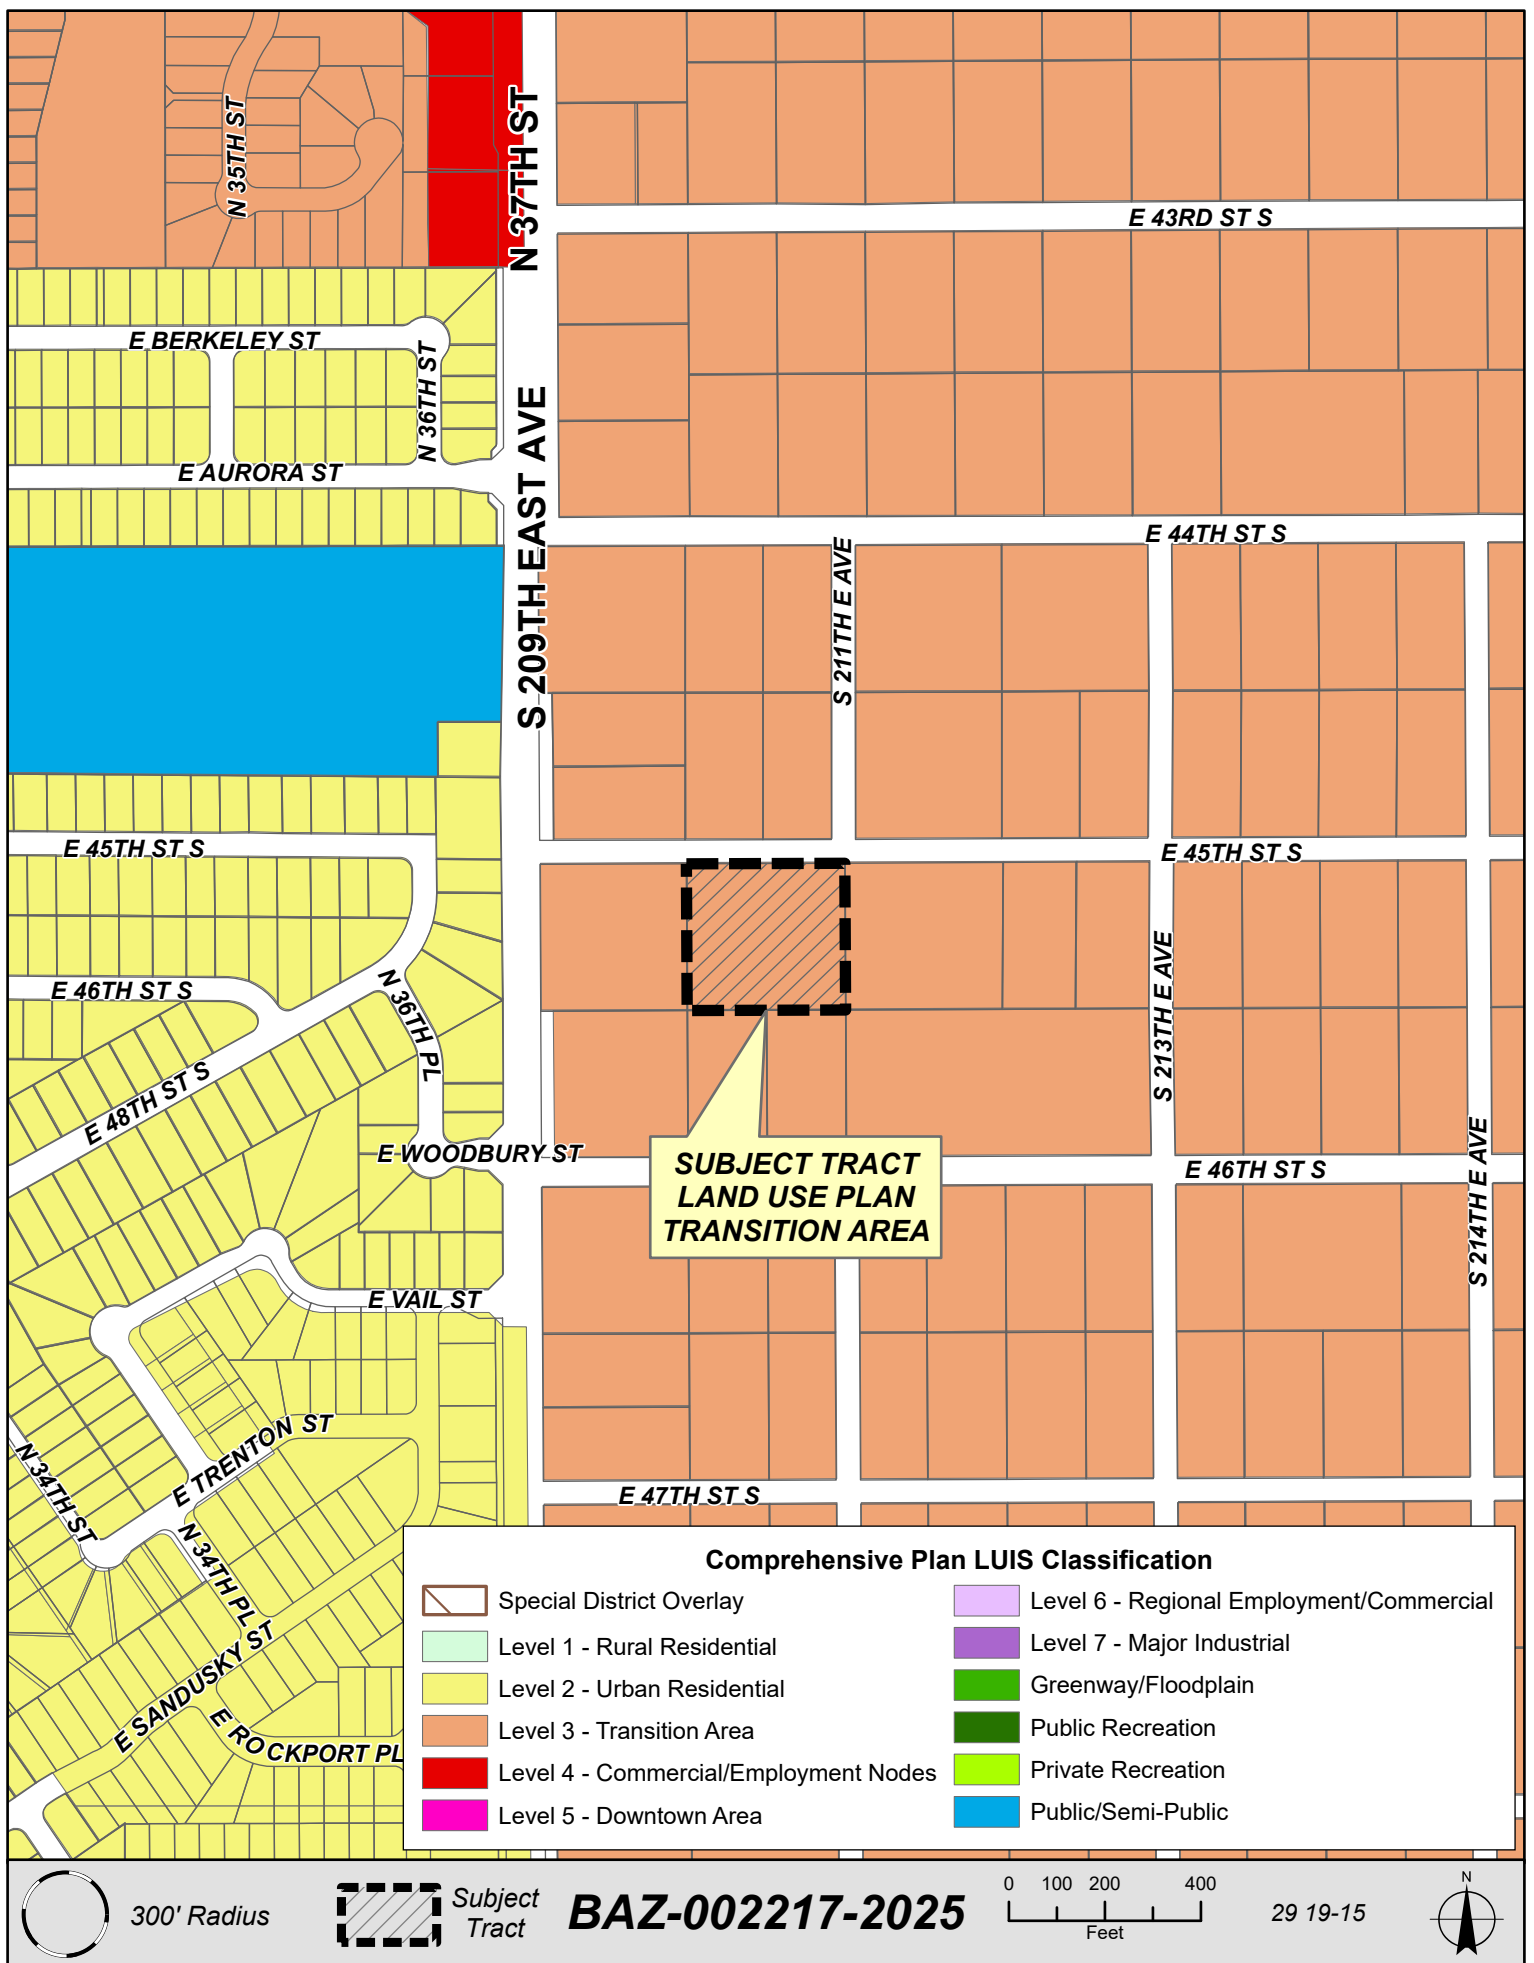 N 35TH ST
N 37TH ST
E 43RD ST S
E BERKELEY ST
N 36TH ST
E AURORA ST
S 209TH EAST AVE
E 44TH ST S
S 211TH E AVE
E 45TH ST S
E 45TH ST S
E 46TH ST S
N 36TH PL
S 213TH E AVE
E 48TH ST S
E WOODBURY ST
SUBJECT TRACT
LAND USE PLAN
TRANSITION AREA
E 46TH ST S
S 214TH E AVE
E VAIL ST
E TRENTON ST
N 34TH ST
E 47TH ST S
N 34TH PL
E SANDUSKY ST
E ROCKPORT PL
Comprehensive Plan LUIS Classification
Special District Overlay
Level 1 - Rural Residential
Level 2 - Urban Residential
Level 3 - Transition Area
Level 4 - Commercial/Employment Nodes
Level 5 - Downtown Area
Level 6 - Regional Employment/Commercial
Level 7 - Major Industrial
Greenway/Floodplain
Public Recreation
Private Recreation
Public/Semi-Public
300' Radius
Subject
Tract
BAZ-002217-2025
0 100 200 400
Feet
29 19-15
N